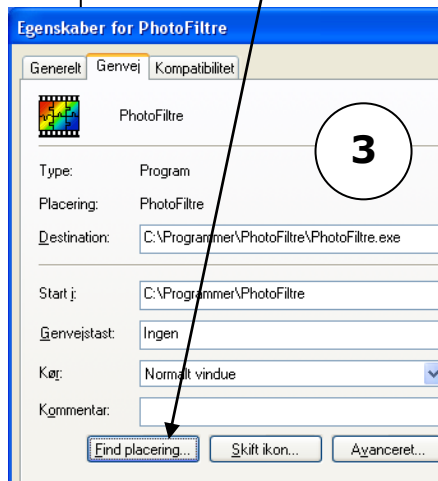 Egenskaber for PhotoFiltre
Generelt Genvej Kompatibilitet
PhotoFiltre
3
Type: Program
Placering: PhotoFiltre
Destination: C:\Programmer\PhotoFiltre\PhotoFiltre.exe
Start i: C:\Programmer\PhotoFiltre
Genvejstast: Ingen
Kør: Normalt vindue
Kommentar:
Find placering... Skift ikon... Avanceret...